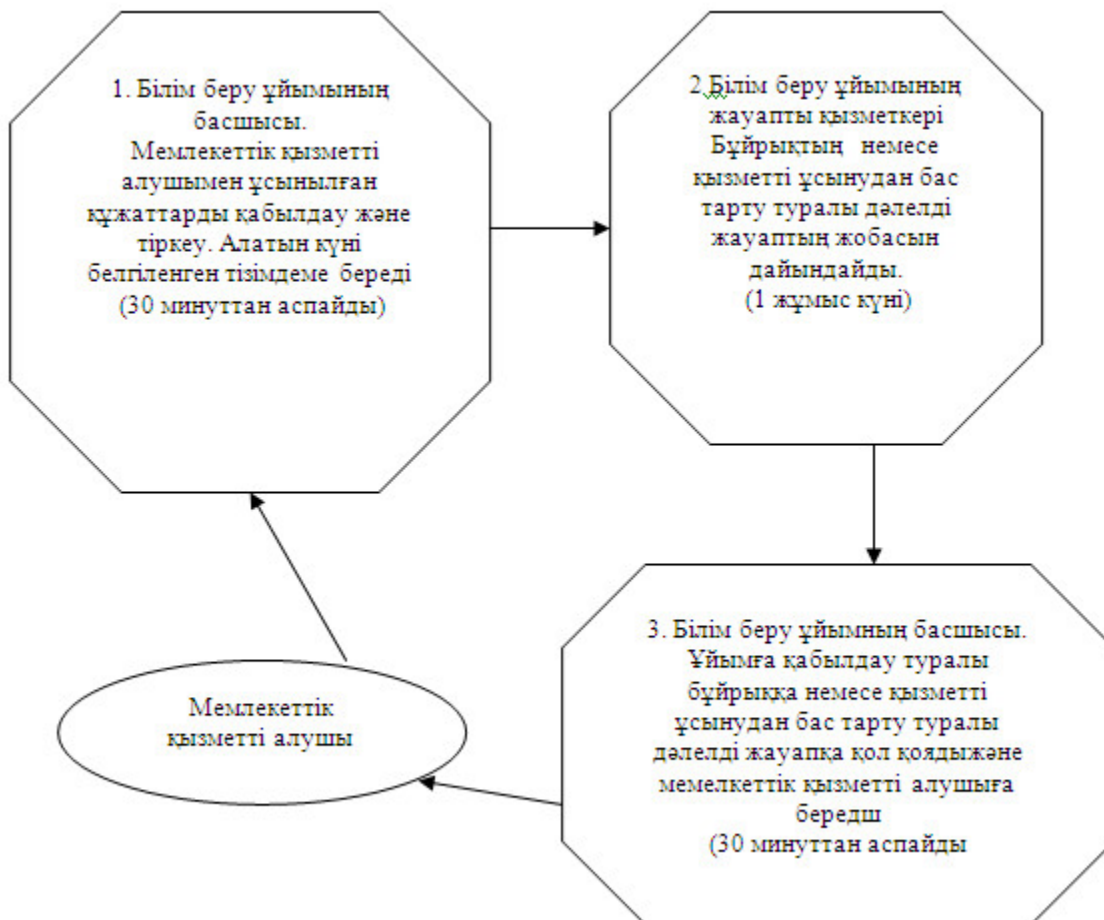 1. Білім беру ұйымының
басшысы.
Мемлекеттік қызметті
алушымен ұсынылған
құжаттарды қабылдау және
тіркеу. Алатын күні
белгіленген тізімдеме береді
(30 минуттан аспайды)
2.Білім беру ұйымының
жауапты қызметкері
Бұйрықтың немесе
қызметті ұсынудан бас
тарту туралы дәлелді
жауаптың жобасын
дайындайды.
(1 жұмыс күні)
3. Білім беру ұйымның басшысы.
Ұйымға қабылдау туралы
бұйрыққа немесе қызметті
ұсынудан бас тарту туралы
дәлелді жауапқа қол қоядыжәне
мемелкеттік қызметті алушыға
бередш
(30 минуттан аспайды
Мемлекеттік
қызметті алушы